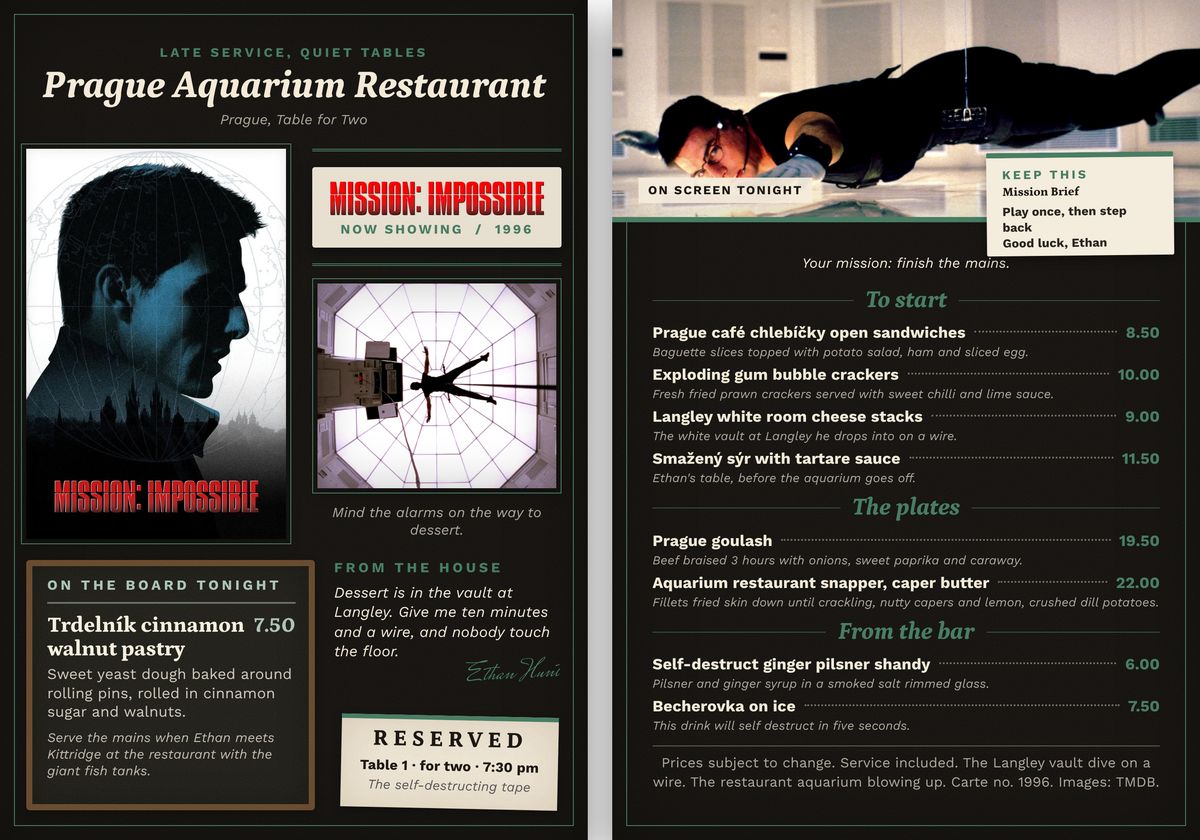 LATE SERVICE, QUIET TABLES
Prague Aquarium Restaurant
Prague, Table for Two
MISSION: IMPOSSIBLE
MISSION: IMPOSSIBLE
NOW SHOWING / 1996
Mind the alarms on the way to
dessert.
ON THE BOARD TONIGHT
Trdelník cinnamon 7.50
walnut pastry
Sweet yeast dough baked around
rolling pins, rolled in cinnamon
sugar and walnuts.
Serve the mains when Ethan meets
Kittridge at the restaurant with the
giant fish tanks.
FROM THE HOUSE
Dessert is in the vault at
Langley. Give me ten minutes
and a wire, and nobody touch
the floor.
Ethan Hunt
RESERVED
Table 1 · for two · 7:30 pm
The self-destructing tape
ON SCREEN TONIGHT
KEEP THIS
Mission Brief
Play once, then step
back
Good luck, Ethan
Your mission: finish the mains.
To start
Prague café chlebíčky open sandwiches 8.50
Baguette slices topped with potato salad, ham and sliced egg.
Exploding gum bubble crackers 10.00
Fresh fried prawn crackers served with sweet chilli and lime sauce.
Langley white room cheese stacks 9.00
The white vault at Langley he drops into on a wire.
Smažený sýr with tartare sauce 11.50
Ethan's table, before the aquarium goes off.
The plates
Prague goulash 19.50
Beef braised 3 hours with onions, sweet paprika and caraway.
Aquarium restaurant snapper, caper butter 22.00
Fillets fried skin down until crackling, nutty capers and lemon, crushed dill potatoes.
From the bar
Self-destruct ginger pilsner shandy 6.00
Pilsner and ginger syrup in a smoked salt rimmed glass.
Becherovka on ice 7.50
This drink will self destruct in five seconds.
Prices subject to change. Service included. The Langley vault dive on a
wire. The restaurant aquarium blowing up. Carte no. 1996. Images: TMDB.